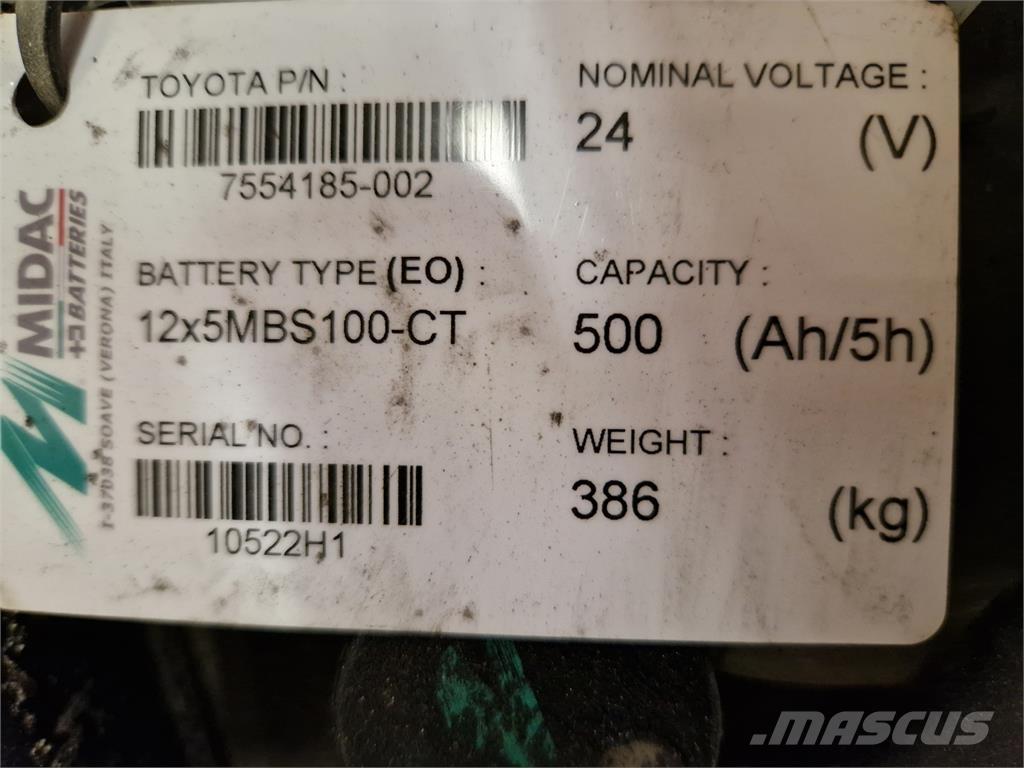 TOYOTA P/N :
7554185-002
NOMINAL VOLTAGE :
24 (V)
BATTERY TYPE (EO) :
12x5MBS100-CT
CAPACITY :
500 (Ah/5h)
SERIAL NO. :
10522H1
WEIGHT :
386 (kg)
MIDAC
BATTERIES
I-37038 SOAVE (VERONA) ITALY
MASCUS